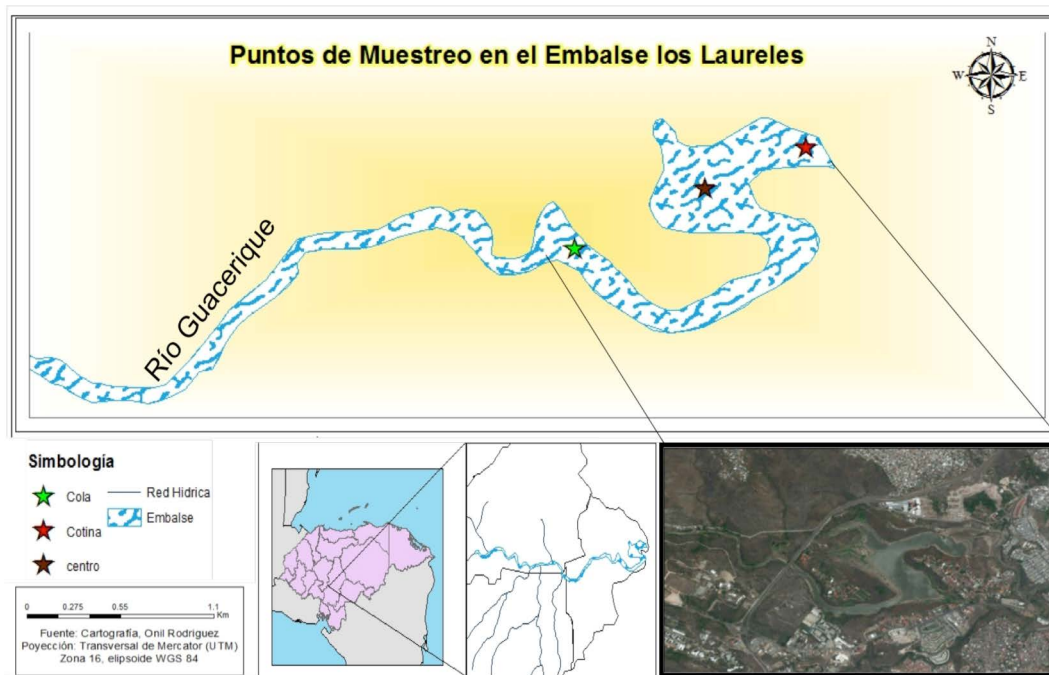 Puntos de Muestreo en el Embalse los Laureles
N
W E
S
Río Guacerique
Simbología
Cola
Red Hidrica
Cotina
Embalse
centro
0 0.275 0.55 1.1
Km
Fuente: Cartografía, Onil Rodriguez
Poyección: Transversal de Mercator (UTM)
Zona 16, elipsoide WGS 84